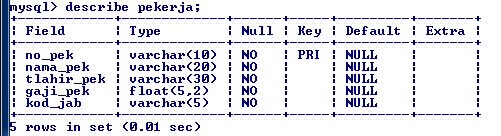 mysql> describe pekerja;
+------------+-------------+------+-----+---------+-------+
| Field      | Type        | Null | Key | Default | Extra |
+------------+-------------+------+-----+---------+-------+
| no_pek     | varchar(10) | NO   | PRI | NULL    |       |
| nama_pek   | varchar(20) | NO   |     | NULL    |       |
| tlahir_pek | varchar(30) | NO   |     | NULL    |       |
| gaji_pek   | float(5,2)  | NO   |     | NULL    |       |
| kod_jab    | varchar(5)  | NO   |     | NULL    |       |
+------------+-------------+------+-----+---------+-------+
5 rows in set (0.01 sec)